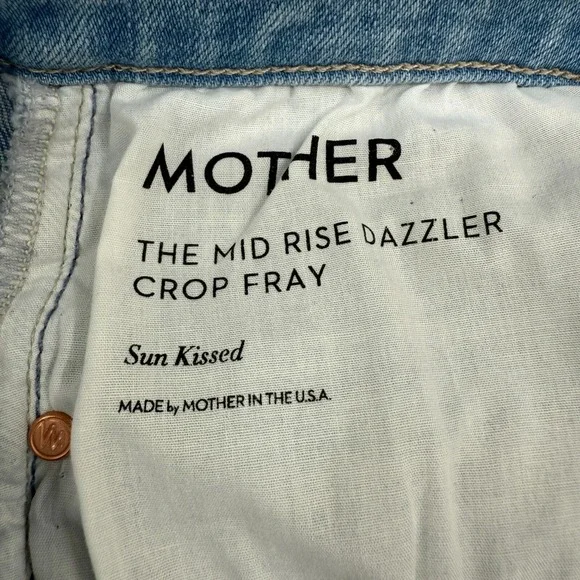 MOTHER
THE MID RISE DAZZLER
CROP FRAY
Sun Kissed
MADE by MOTHER IN THE U.S.A.